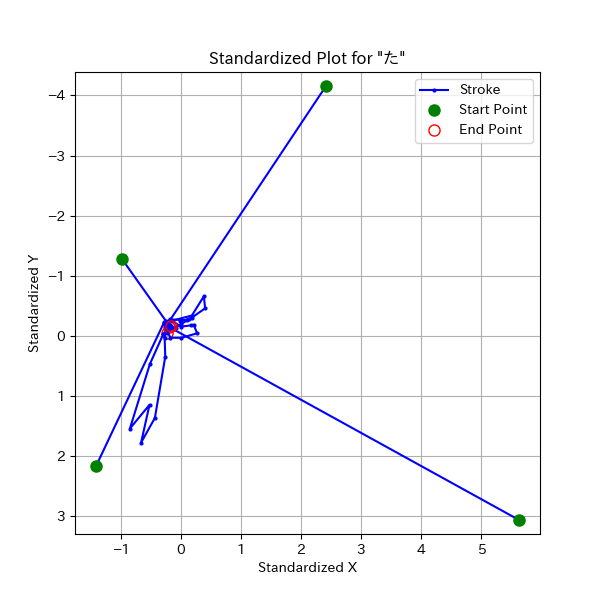 Standardized Plot for "た"
Stroke
Start Point
End Point
−4
−3
−2
−1
0
1
2
3
Standardized Y
−1 0 1 2 3 4 5
Standardized X